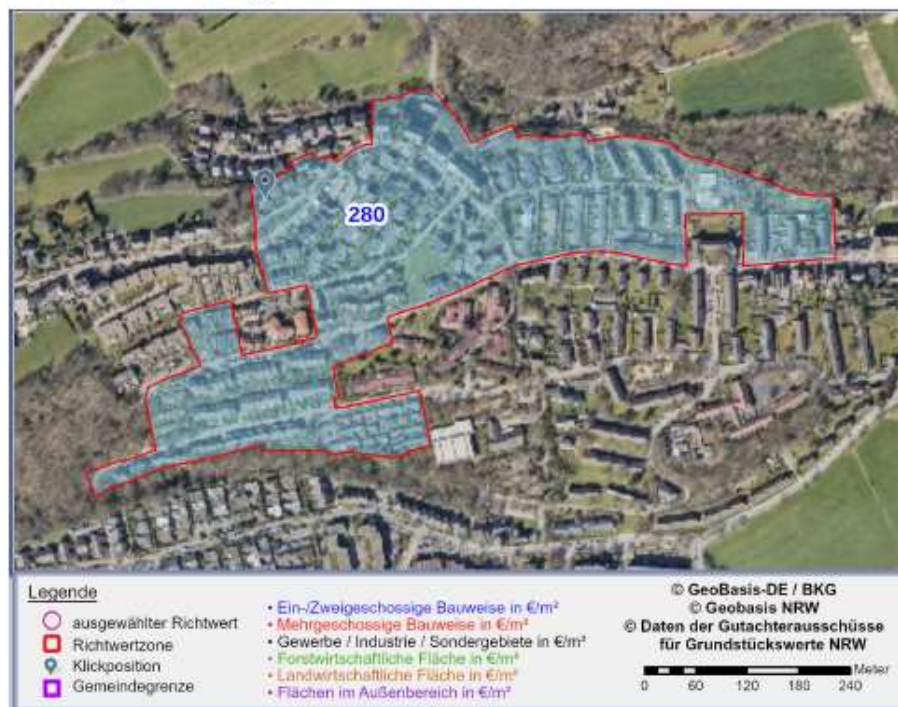 280
Legende
ausgewählter Richtwert
Richtwertzone
Klickposition
Gemeindegrenze
• Ein-/Zweigeschossige Bauweise in €/m²
• Mehrgeschossige Bauweise in €/m²
• Gewerbe / Industrie / Sondergebiete in €/m²
• Forstwirtschaftliche Fläche in €/m²
• Landwirtschaftliche Fläche in €/m²
• Flächen im Außenbereich in €/m²
© GeoBasis-DE / BKG
© Geobasis NRW
© Daten der Gutachterausschüsse
für Grundstückswerte NRW
Meter
0 60 120 180 240